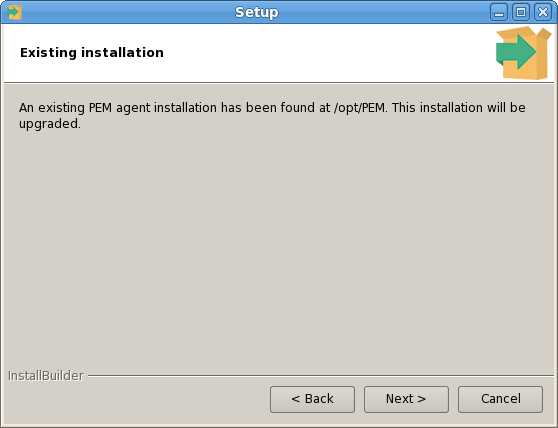 Setup
Existing installation
An existing PEM agent installation has been found at /opt/PEM. This installation will be
upgraded.
InstallBuilder
< Back
Next >
Cancel